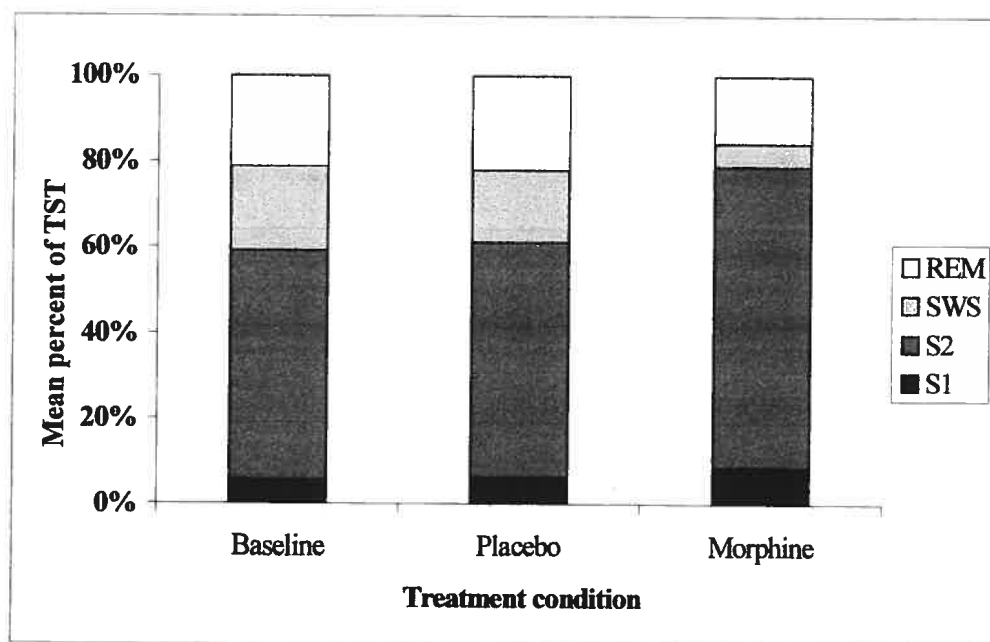 100%
80%
60%
40%
20%
0%
Mean percent of TST
Baseline
Placebo
Morphine
Treatment condition
REM
SWS
S2
S1